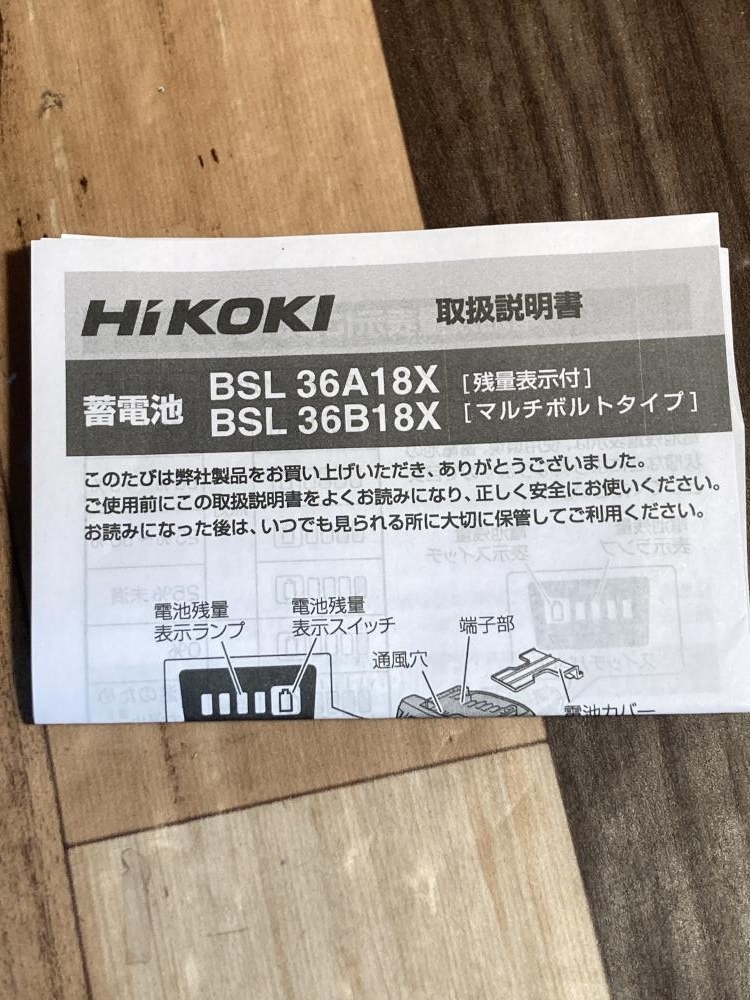 HiKOKI 取扱説明書
蓄電池 BSL 36A18X [残量表示付]
BSL 36B18X [マルチボルトタイプ]
このたびは弊社製品をお買い上げいただき、ありがとうございました。
ご使用前にこの取扱説明書をよくお読みになり、正しく安全にお使いください。
お読みになった後は、いつでも見られる所に大切に保管してご利用ください。
電池残量
表示ランプ
電池残量
表示スイッチ
端子部
通風穴
電池カバー